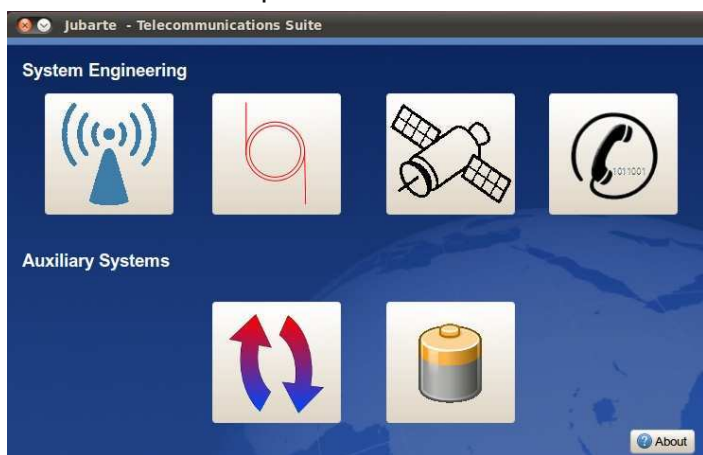 Jubarte - Telecommunications Suite
System Engineering
1011001
Auxiliary Systems
About